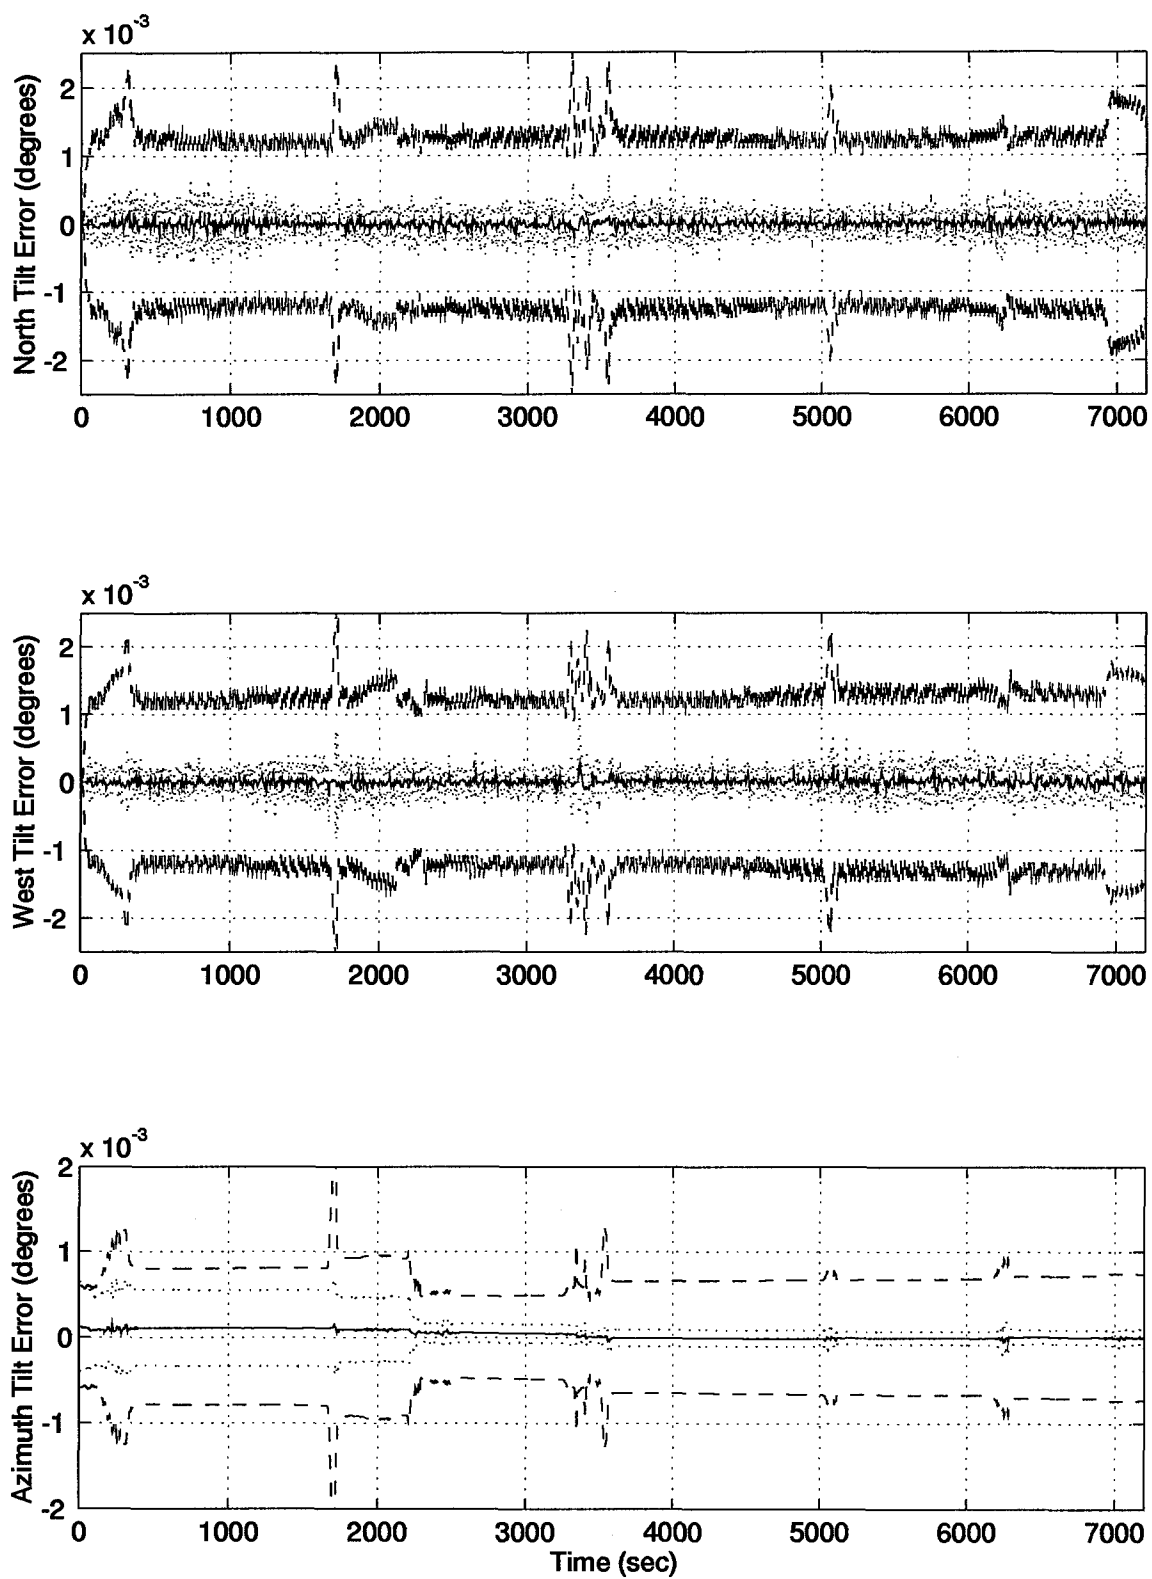 x 10-3
North Tilt Error (degrees)
2
1
0
-1
-2
0 1000 2000 3000 4000 5000 6000 7000
x 10-3
West Tilt Error (degrees)
2
1
0
-1
-2
0 1000 2000 3000 4000 5000 6000 7000
x 10-3
Azimuth Tilt Error (degrees)
2
1
0
-1
-2
0 1000 2000 3000 4000 5000 6000 7000
Time (sec)